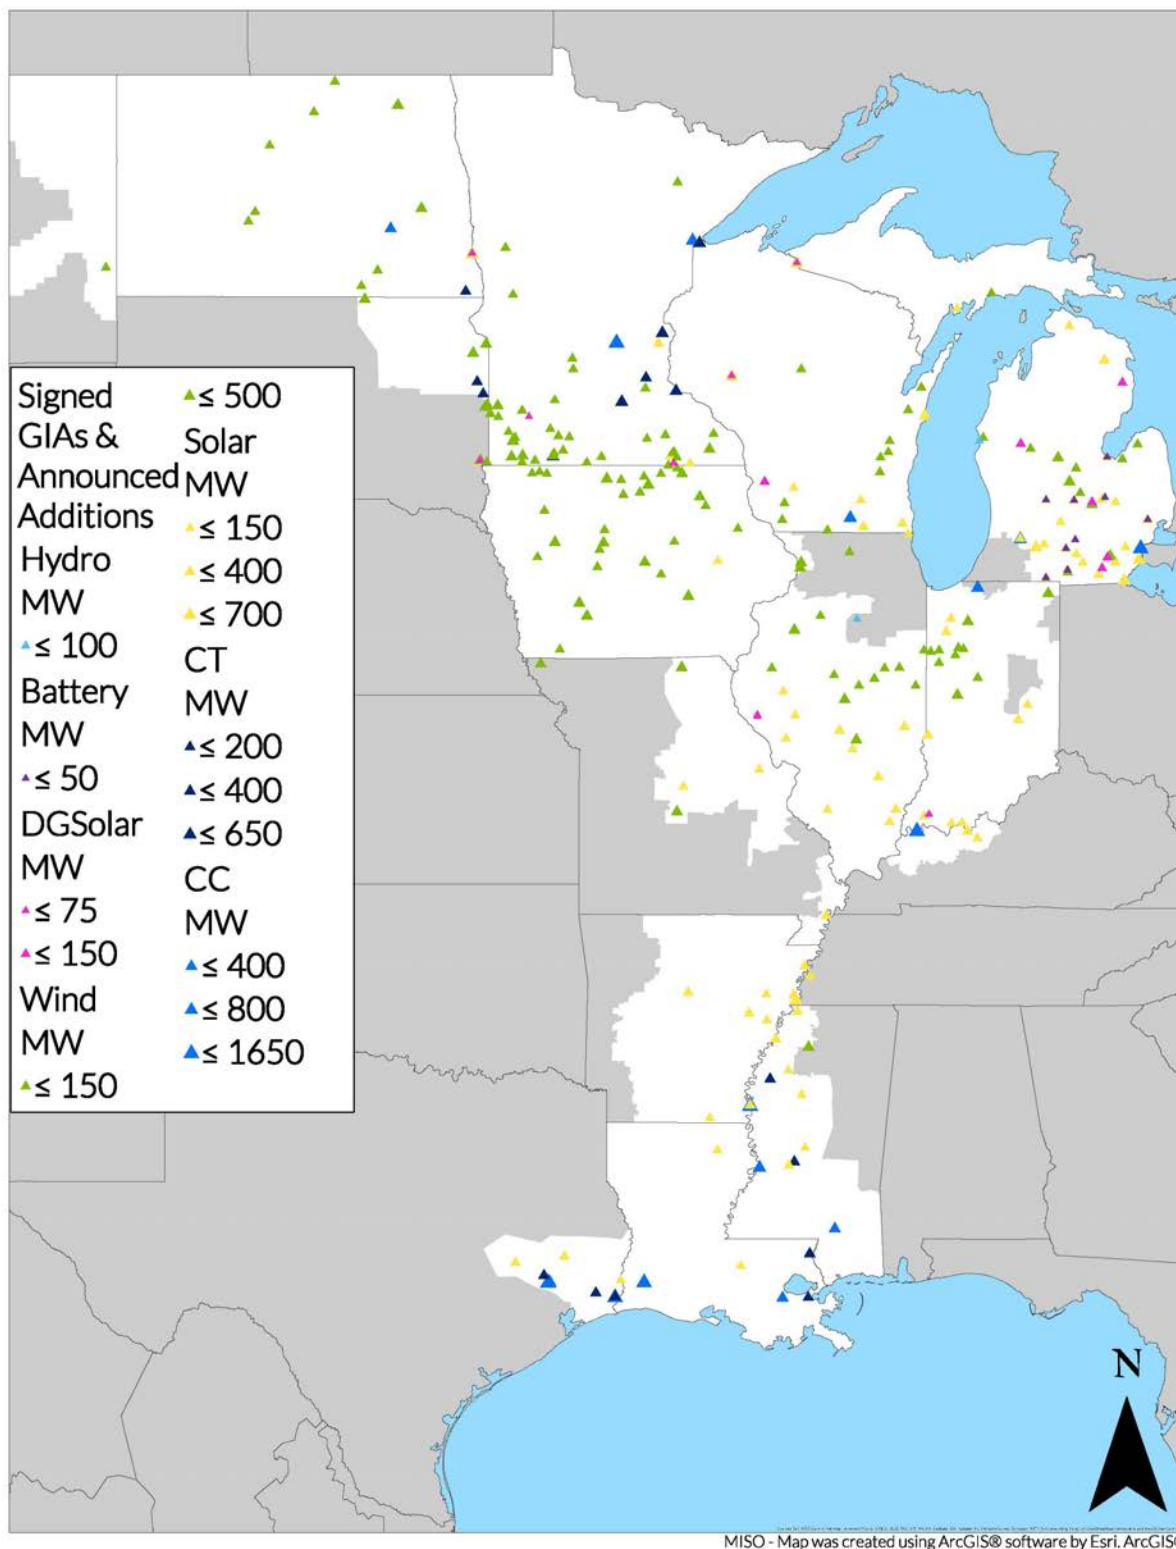 Signed
GIAs &
Announced
Additions
Hydro
MW
≤ 100
Battery
MW
≤ 50
DGSolar
MW
≤ 75
≤ 150
Wind
MW
≤ 150
≤ 500
Solar
MW
≤ 150
≤ 400
≤ 700
CT
MW
≤ 200
≤ 400
≤ 650
CC
MW
≤ 400
≤ 800
≤ 1650
N
MISO - Map was created using ArcGIS® software by Esri. ArcGIS